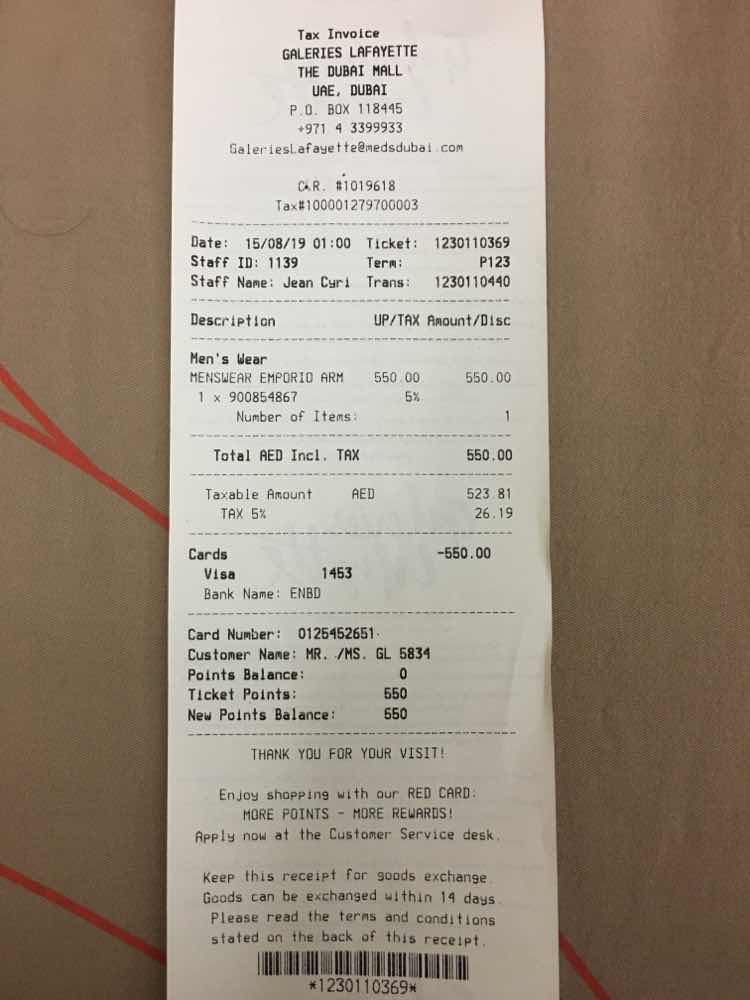 Tax Invoice
GALERIES LAFAYETTE
THE DUBAI MALL
UAE, DUBAI
P.O. BOX 118445
+971 4 3399933
GaleriesLafayette@medsdubai.com
C.R. #1019618
Tax#100001279700003
Date: 15/08/19 01:00 Ticket: 1230110369
Staff ID: 1139 Term: P123
Staff Name: Jean Cyri Trans: 1230110440
Description UP/TAX Amount/Disc
Men's Wear
MENSWEAR EMPORIO ARM 550.00 550.00
1 x 900854867 5%
Number of Items: 1
Total AED Incl. TAX 550.00
Taxable Amount AED 523.81
TAX 5% 26.19
Cards -550.00
Visa 1453
Bank Name: ENBD
Card Number: 0125452651
Customer Name: MR. /MS. GL 5834
Points Balance: 0
Ticket Points: 550
New Points Balance: 550
THANK YOU FOR YOUR VISIT!
Enjoy shopping with our RED CARD:
MORE POINTS - MORE REWARDS!
Apply now at the Customer Service desk.
Keep this receipt for goods exchange.
Goods can be exchanged within 14 days.
Please read the terms and conditions
stated on the back of this receipt.
*1230110369*